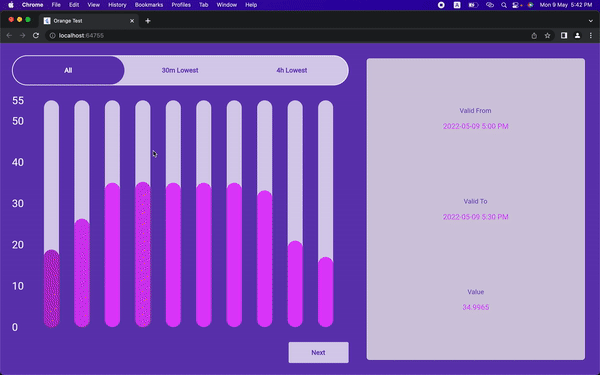 Chrome File Edit View History Bookmarks Profiles Tab Window Help
A
Mon 9 May 5:42 PM
Orange Test
localhost:64755
All 30m Lowest 4h Lowest
55
50
40
30
20
10
0
Next
Valid From
2022-05-09 5:00 PM
Valid To
2022-05-09 5:30 PM
Value
34.9965